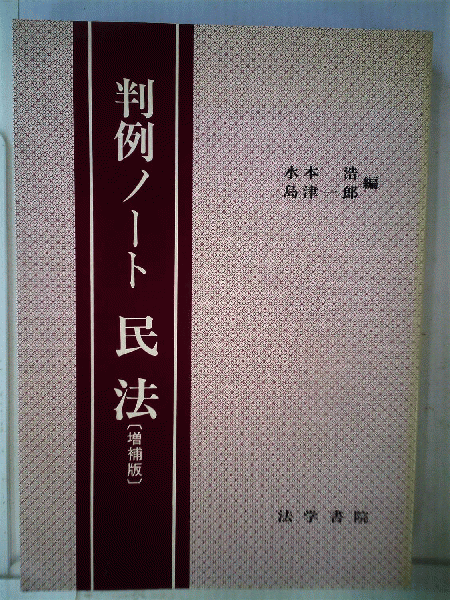 判例ノート 民法
〔増補版〕
水本 浩
島津一郎
編
法学書院